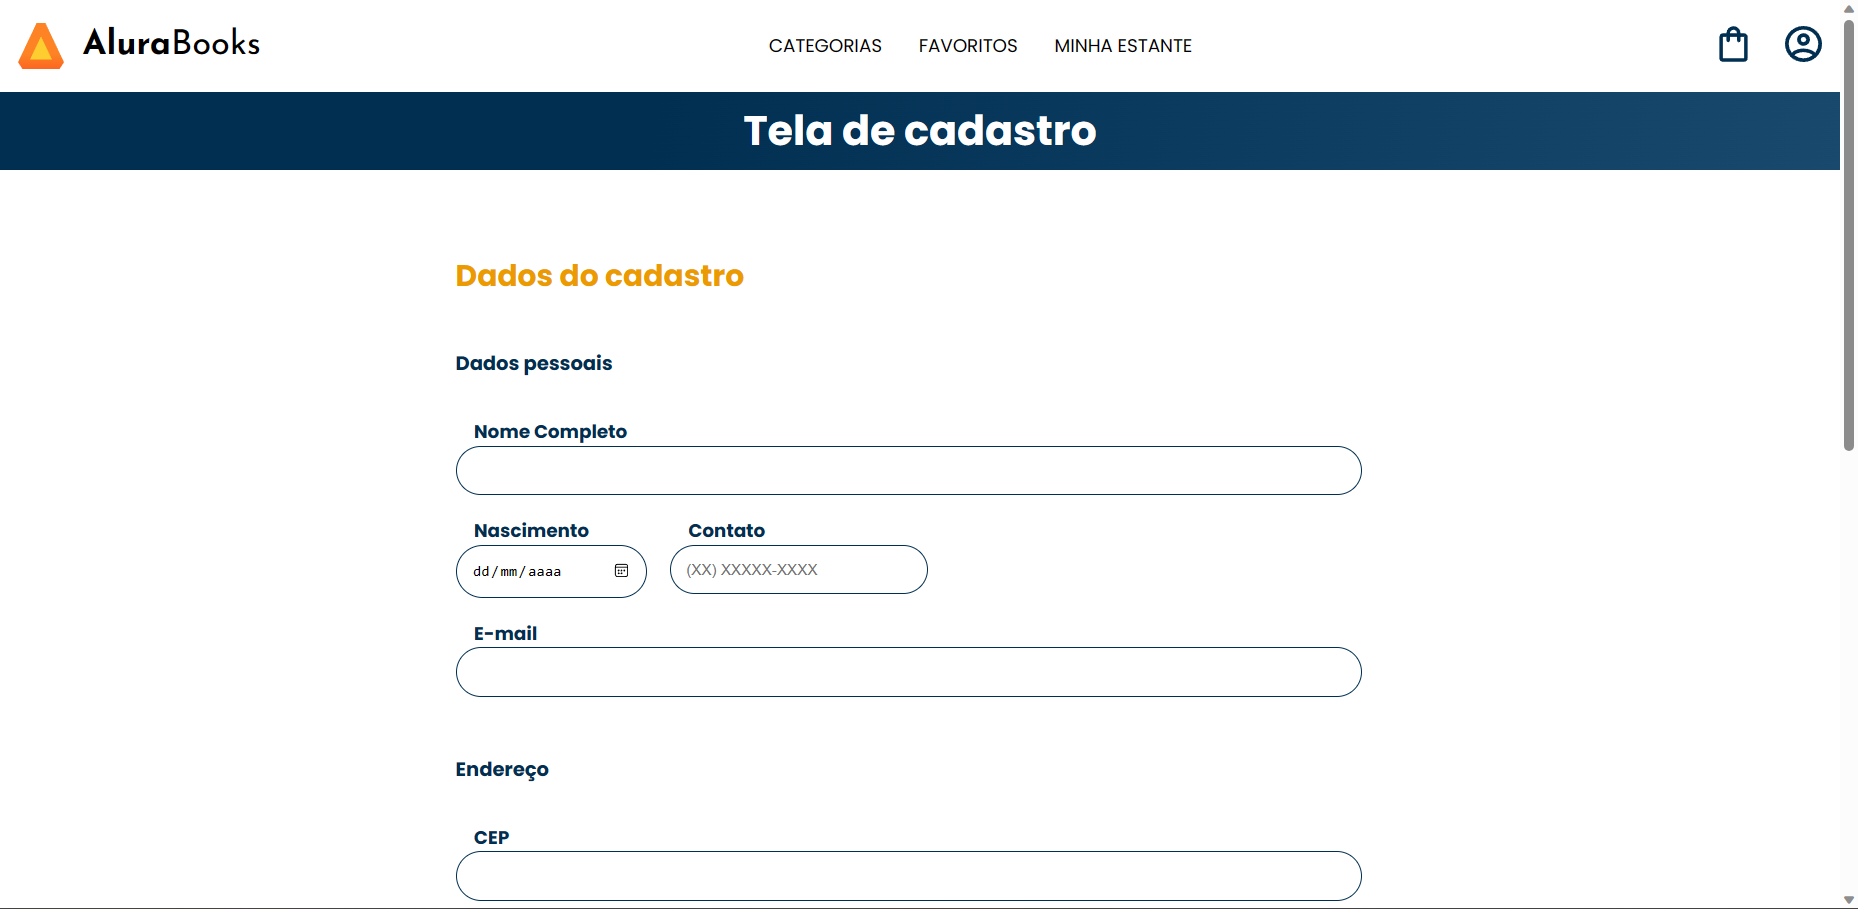 AluraBooks
CATEGORIAS FAVORITOS MINHA ESTANTE
Tela de cadastro
Dados do cadastro
Dados pessoais
Nome Completo
Nascimento Contato
dd/mm/aaaa (XX) XXXXX-XXXX
E-mail
Endereço
CEP